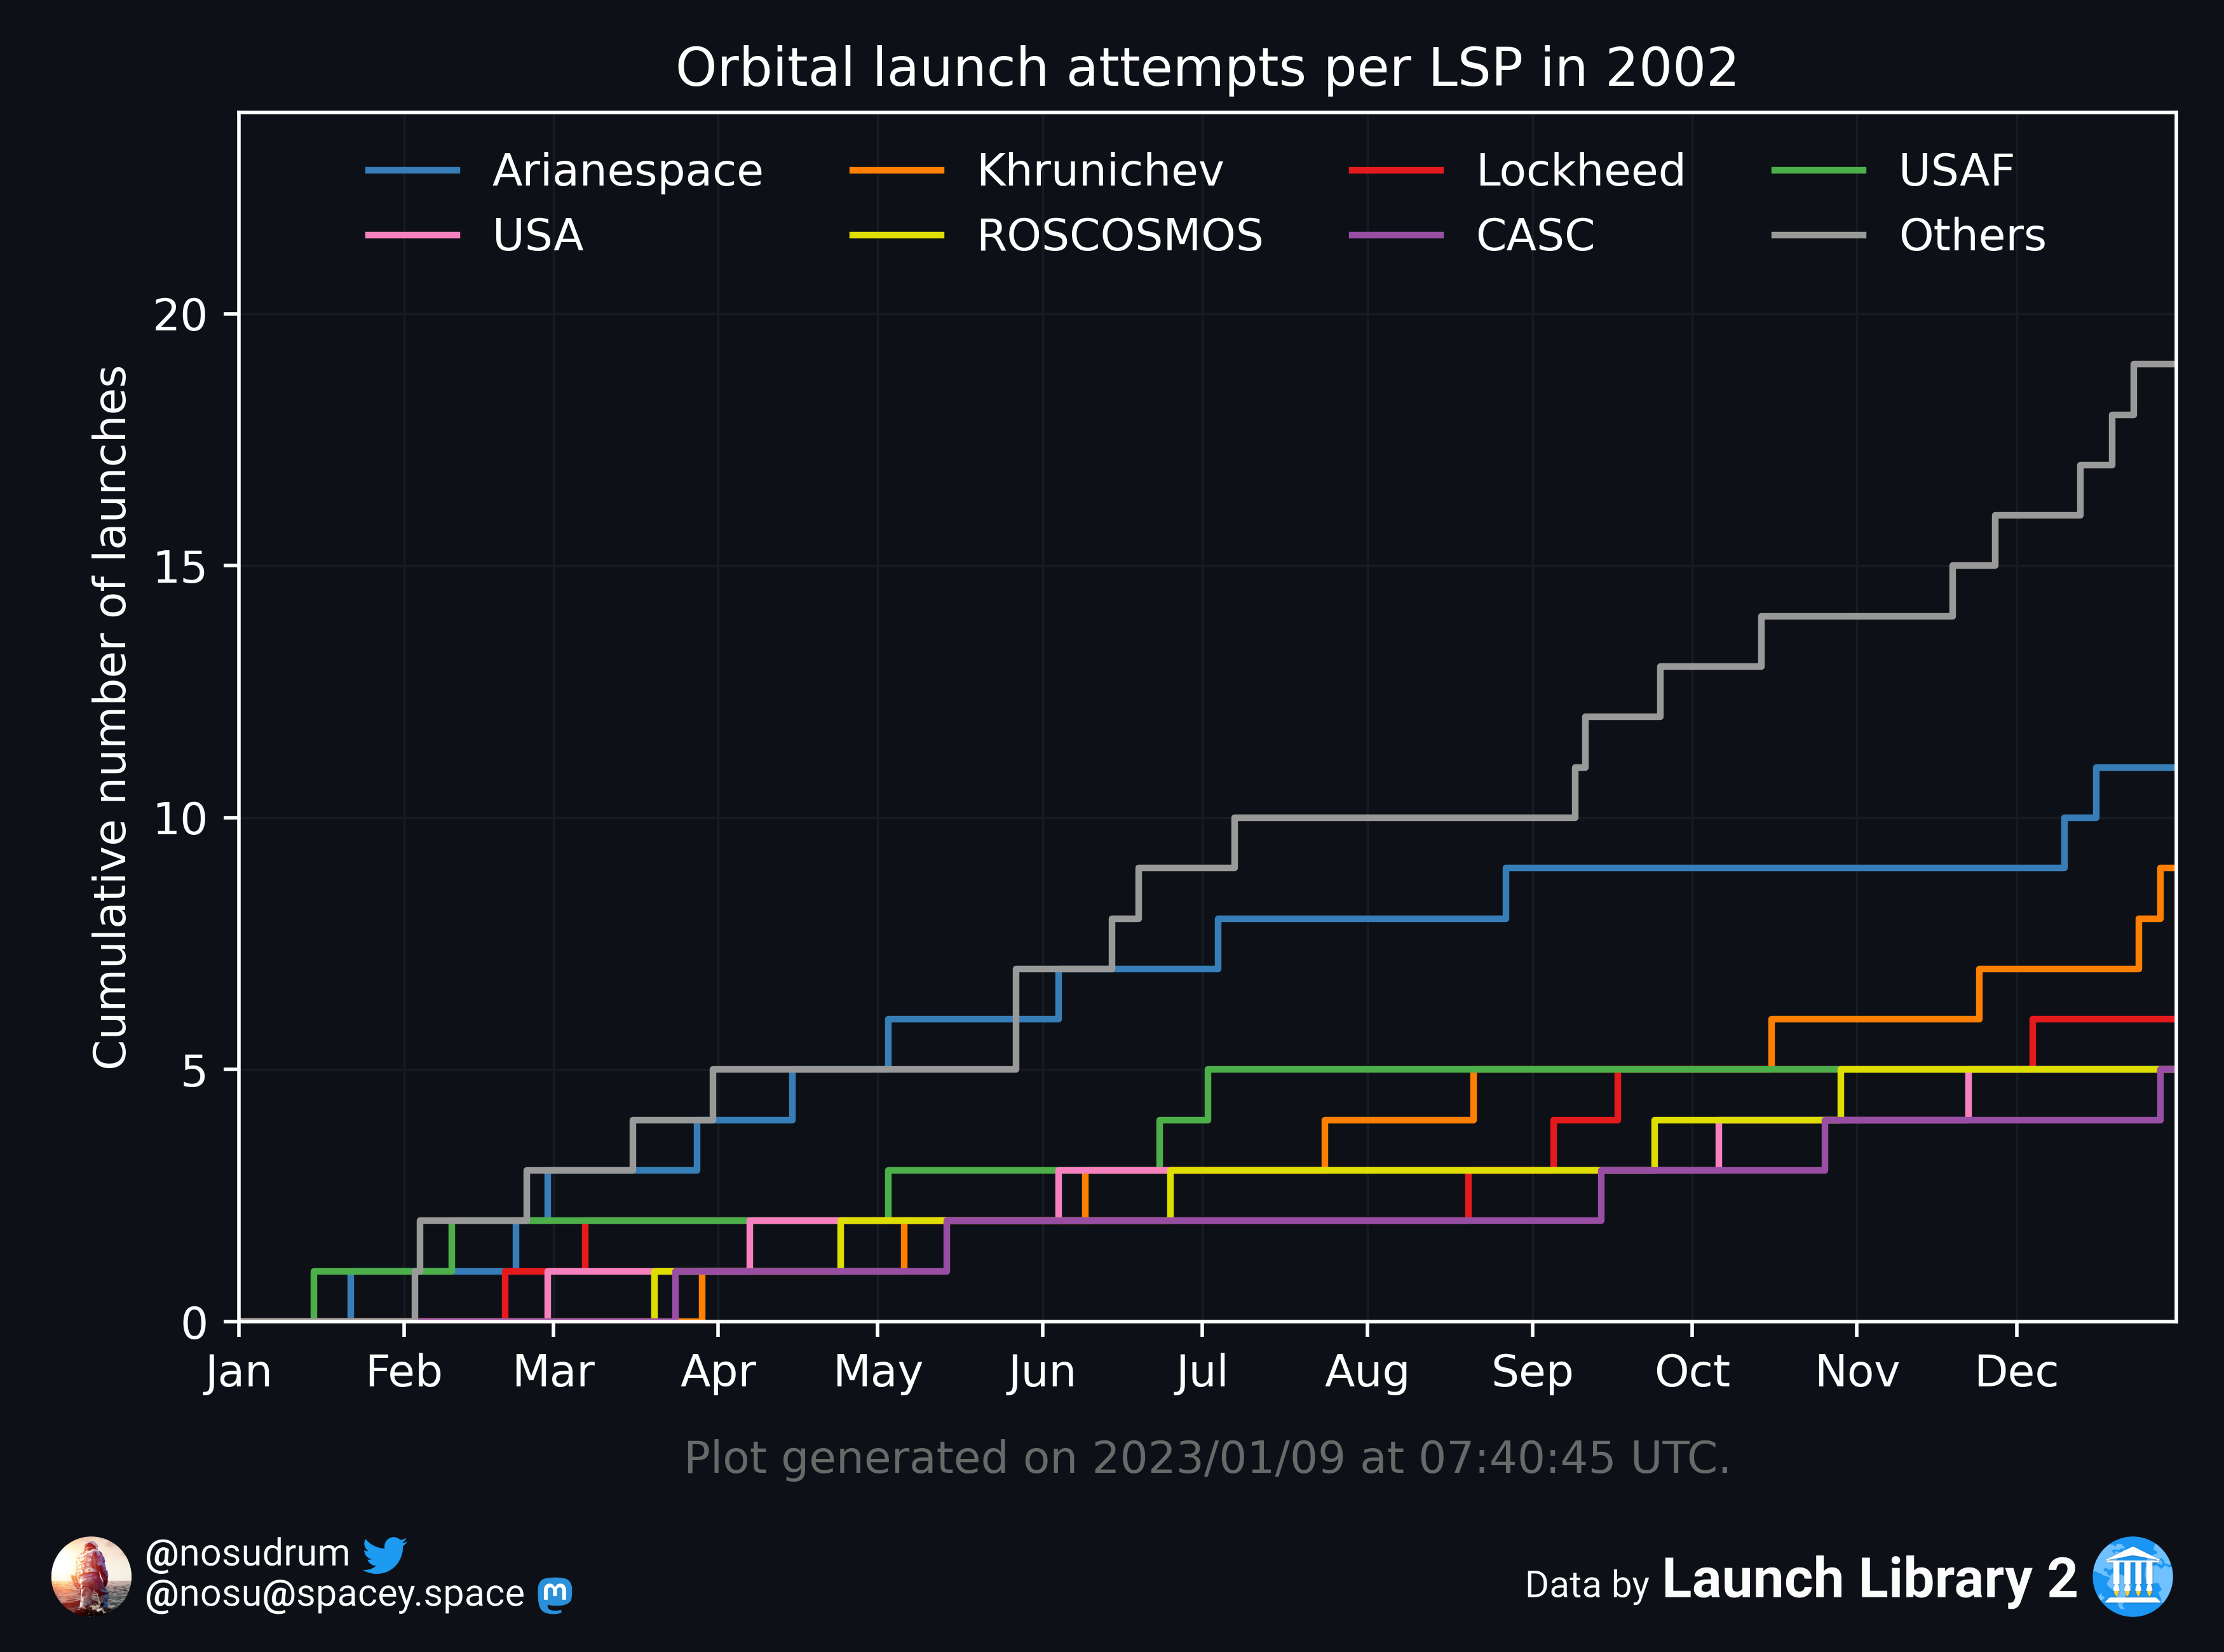 Orbital launch attempts per LSP in 2002
Arianespace Khrunichev Lockheed USAF
USA ROSCOSMOS CASC Others
Cumulative number of launches
20
15
10
5
0
Jan Feb Mar Apr May Jun Jul Aug Sep Oct Nov Dec
Plot generated on 2023/01/09 at 07:40:45 UTC.
@nosudrum
@nosu@spacey.space
Data by Launch Library 2